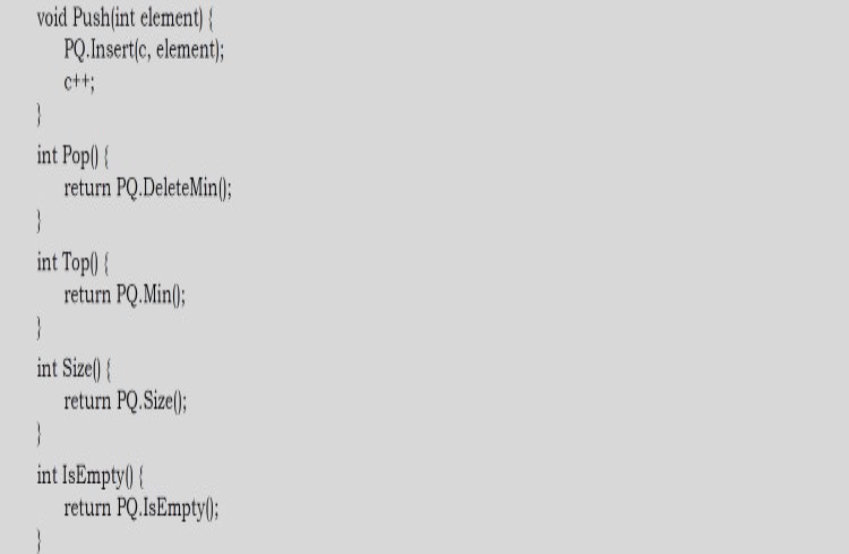 void Push(int element) {
PQ.Insert(c, element);
c++;
}
int Pop() {
return PQ.DeleteMin();
}
int Top() {
return PQ.Min();
}
int Size() {
return PQ.Size();
}
int IsEmpty() {
return PQ.IsEmpty();
}